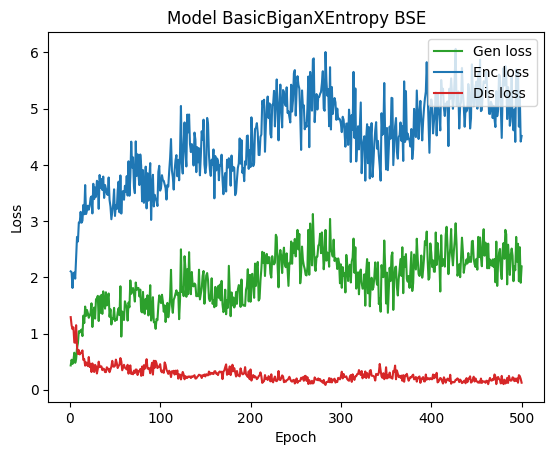 Model BasicBiganXEntropy BSE
Gen loss
Enc loss
Dis loss
Loss
6
5
4
3
2
1
0
0 100 200 300 400 500
Epoch